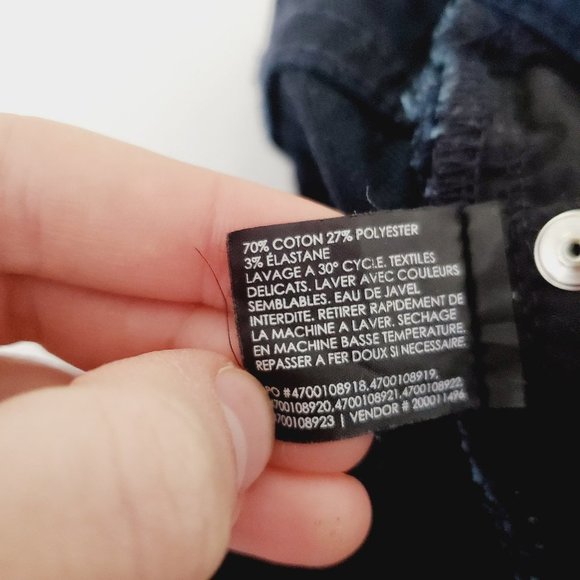 70% COTON 27% POLYESTER
3% ÉLASTANE
LAVAGE A 30° CYCLE. TEXTILES
DELICATS. LAVER AVEC COULEURS
SEMBLABLES. EAU DE JAVEL
INTERDITE. RETIRER RAPIDEMENT DE
LA MACHINE A LAVER. SECHAGE
EN MACHINE BASSE TEMPERATURE.
REPASSER A FER DOUX SI NECESSAIRE.
PO #4700108918,4700108919,
4700108920,4700108921,4700108922,
4700108923 | VENDOR # 200011496